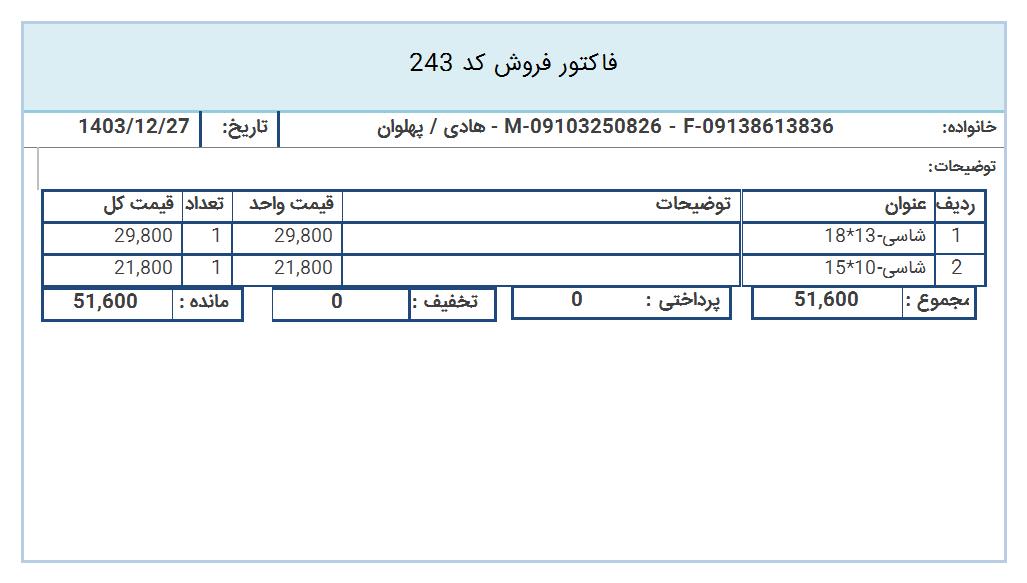 فاکتور فروش کد 243
خانواده: هادی / پهلوان - M-09103250826 - F-09138613836 تاریخ: 1403/12/27
توضیحات:
ردیف عنوان توضیحات قیمت واحد تعداد قیمت کل
1 شاسی-13*18 29,800 1 29,800
2 شاسی-10*15 21,800 1 21,800
مجموع : 51,600 پرداختی : 0 تخفیف : 0 مانده : 51,600